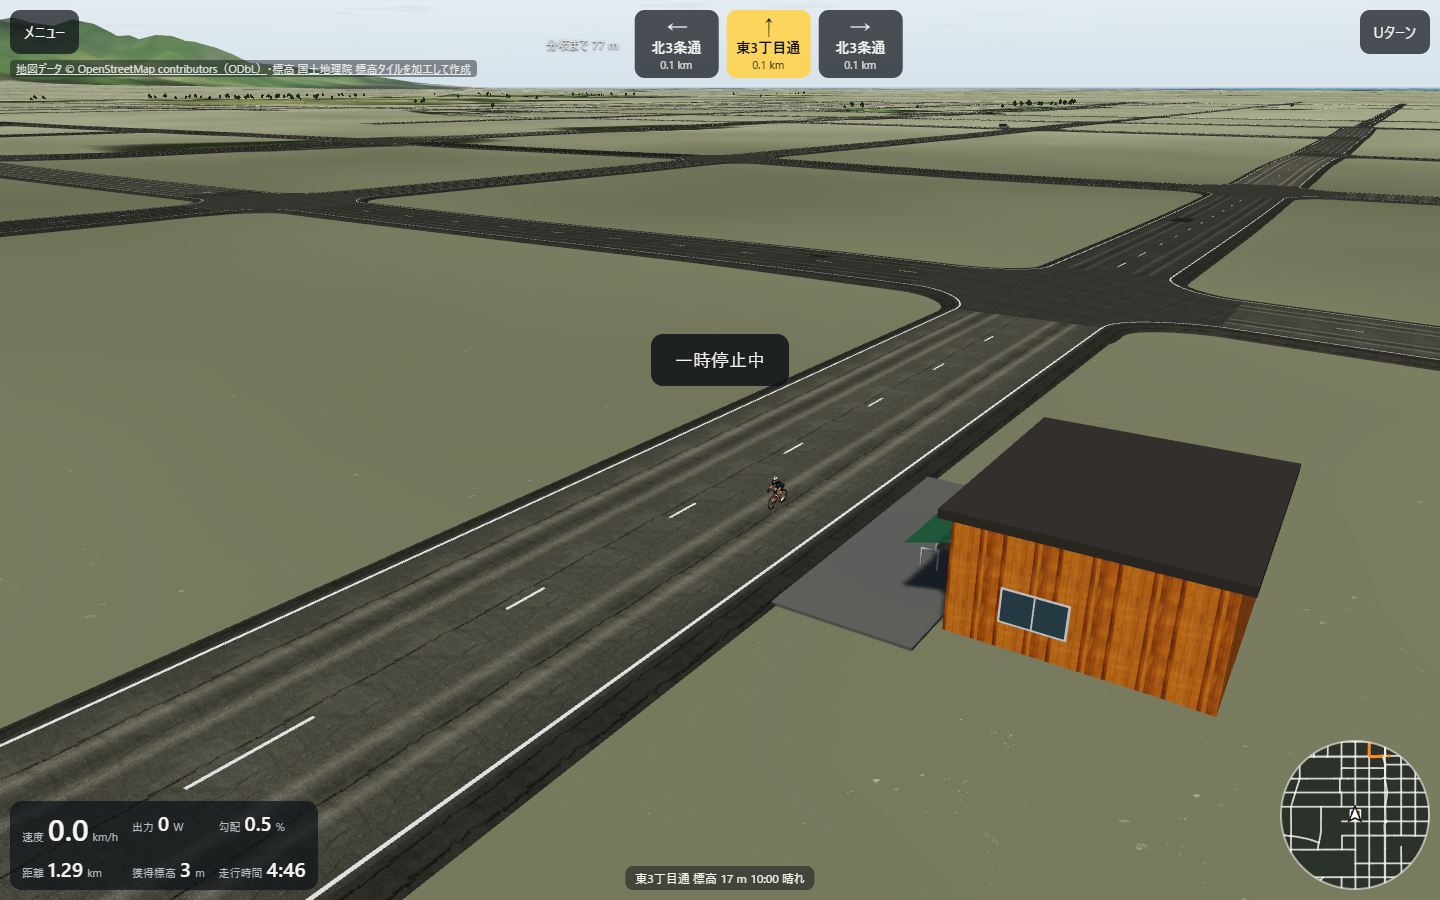 メニュー
地図データ © OpenStreetMap contributors（ODbL）・標高 国土地理院 標高タイルを加工して作成
分岐まで 77 m
←
北3条通
0.1 km
↑
東3丁目通
0.1 km
→
北3条通
0.1 km
Uターン
一時停止中
速度 0.0 km/h 出力 0 W 勾配 0.5 %
距離 1.29 km 獲得標高 3 m 走行時間 4:46
東3丁目通 標高 17 m 10:00 晴れ